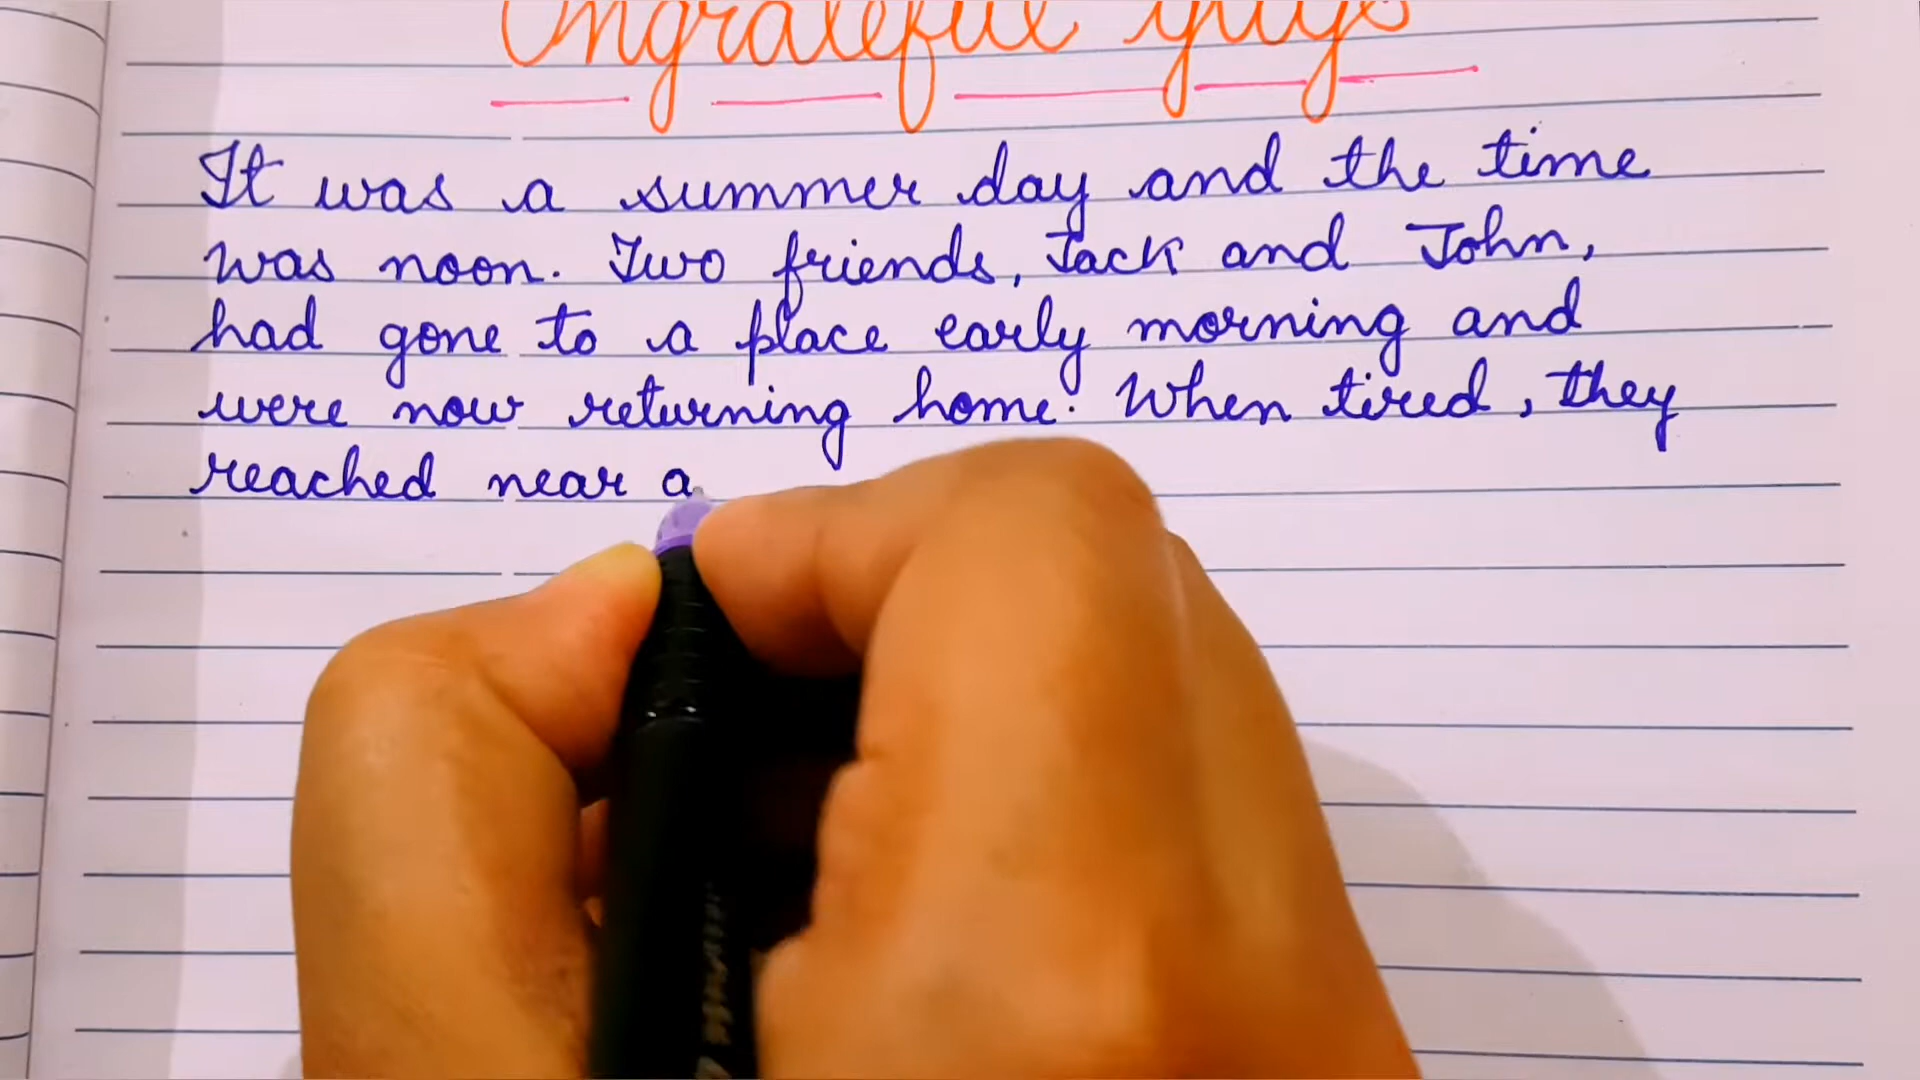 Ungrateful guys
It was a summer day and the time
was noon. Two friends, Jack and John,
had gone to a place early morning and
were now returning home. When tired, they
reached near a